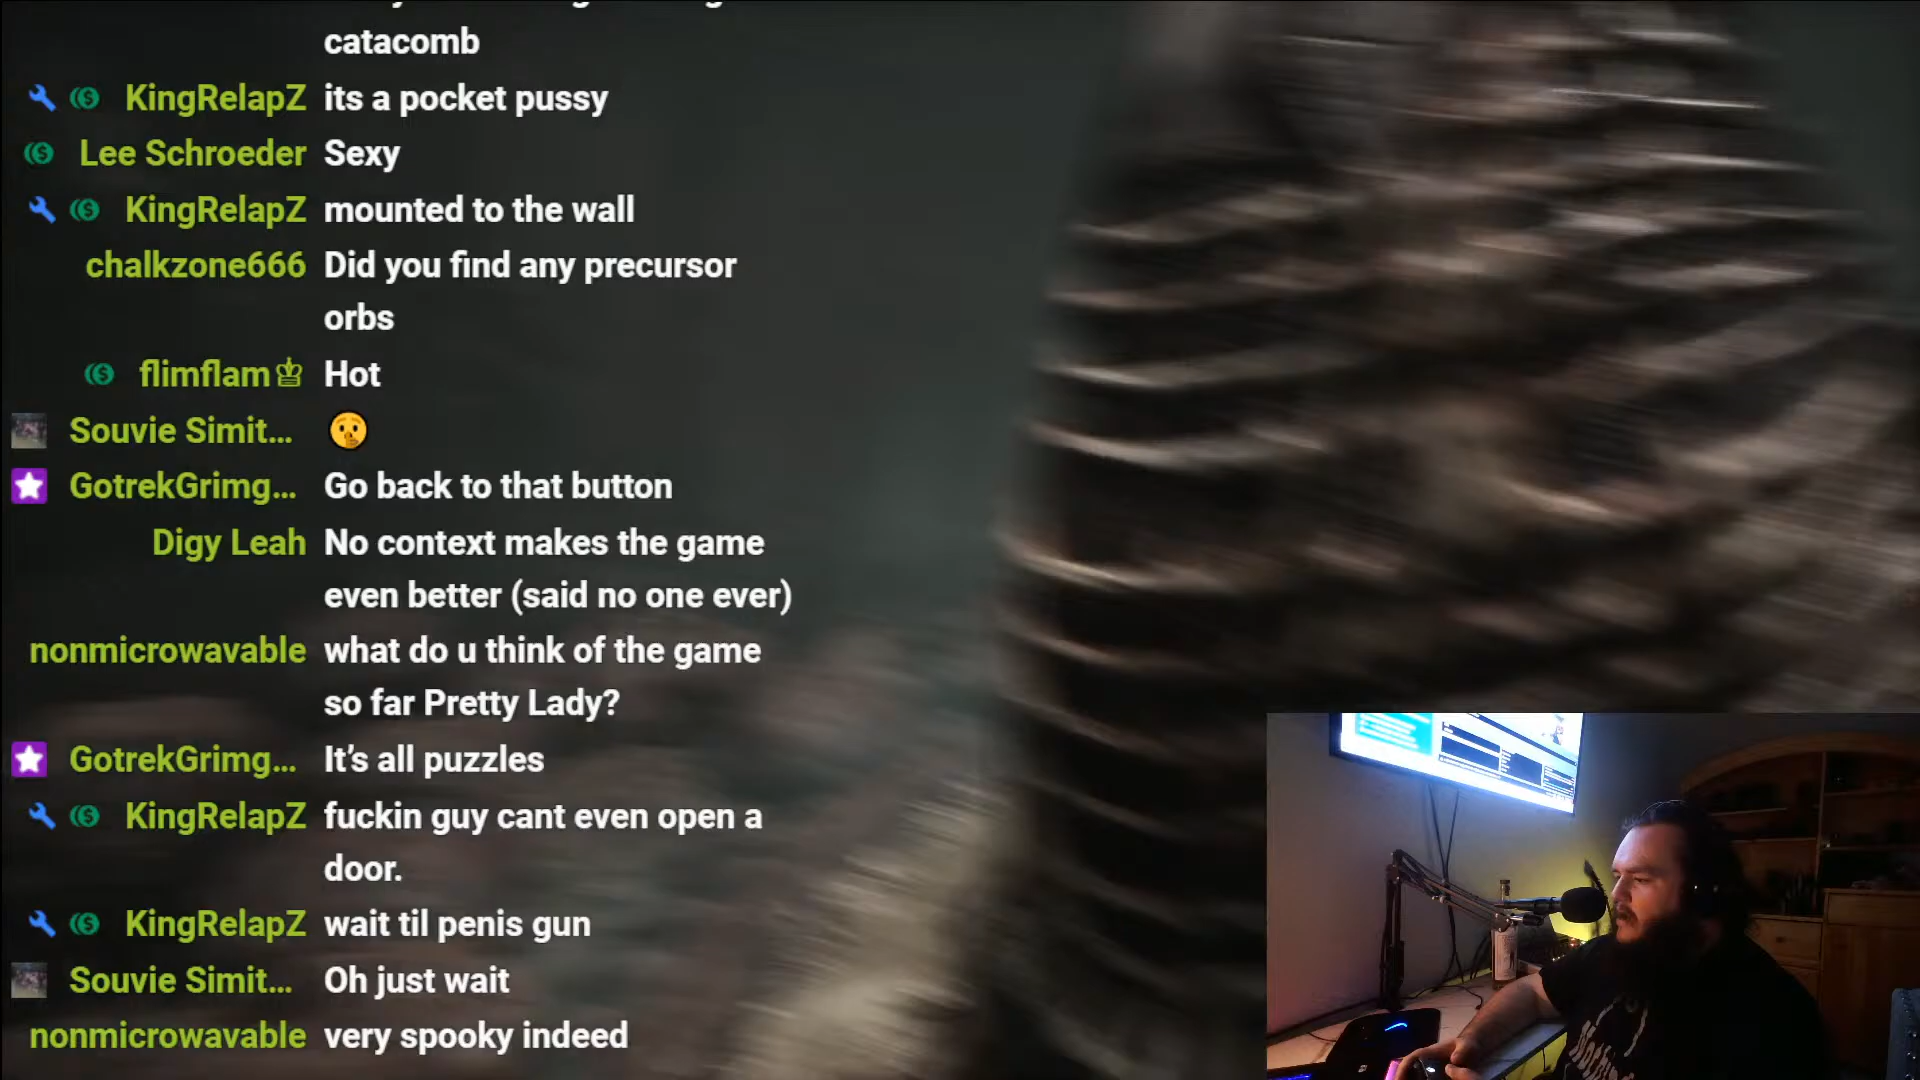 catacomb
KingRelapZ its a pocket pussy
Lee Schroeder Sexy
KingRelapZ mounted to the wall
chalkzone666 Did you find any precursor
orbs
flimflam Hot
Souvie Simit...
GotrekGrimg... Go back to that button
Digy Leah No context makes the game
even better (said no one ever)
nonmicrowavable what do u think of the game
so far Pretty Lady?
GotrekGrimg... It’s all puzzles
KingRelapZ fuckin guy cant even open a
door.
KingRelapZ wait til penis gun
Souvie Simit... Oh just wait
nonmicrowavable very spooky indeed